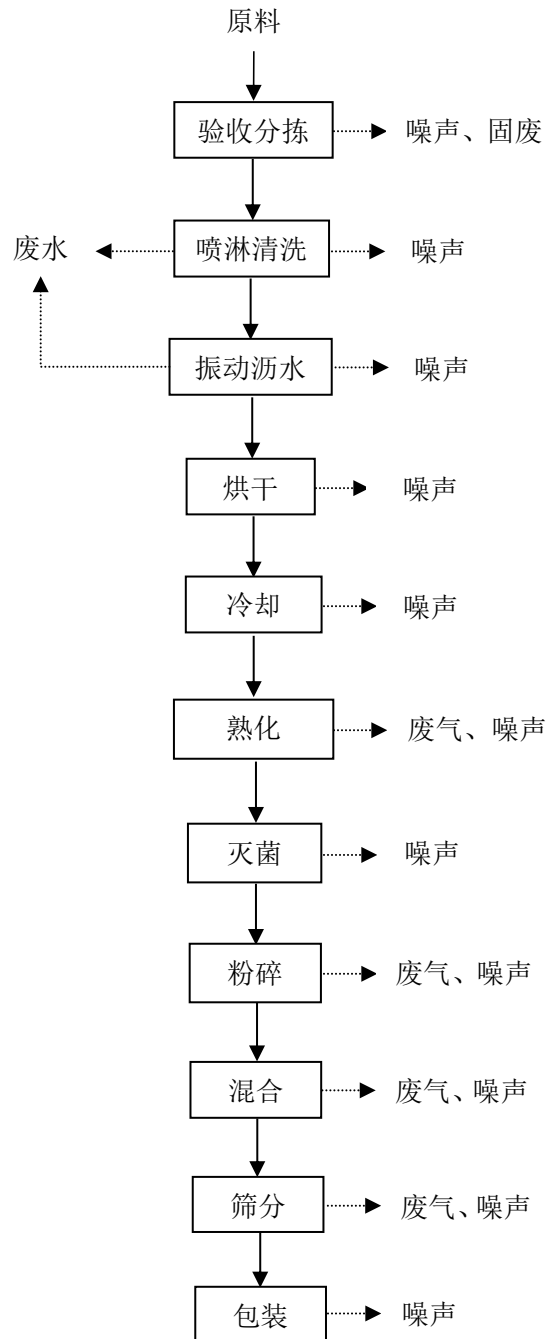 原料
验收分拣 噪声、固废
废水 喷淋清洗 噪声
振动沥水 噪声
烘干 噪声
冷却 噪声
熟化 废气、噪声
灭菌 噪声
粉碎 废气、噪声
混合 废气、噪声
筛分 废气、噪声
包装 噪声